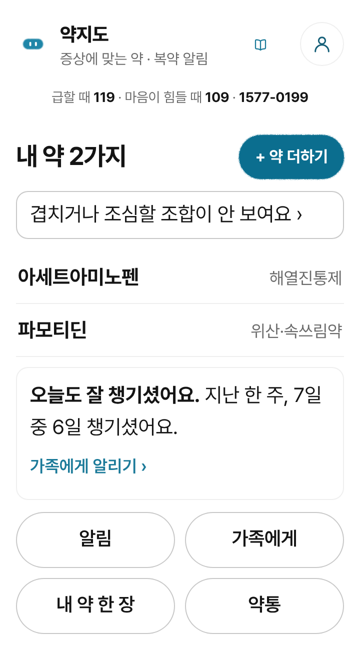 약지도
증상에 맞는 약 · 복약 알림
급할 때 119 · 마음이 힘들 때 109 · 1577-0199
내 약 2가지
+ 약 더하기
겹치거나 조심할 조합이 안 보여요 ›
아세트아미노펜
해열진통제
파모티딘
위산·속쓰림약
오늘도 잘 챙기셨어요. 지난 한 주, 7일
중 6일 챙기셨어요.
가족에게 알리기 ›
알림
가족에게
내 약 한 장
약통